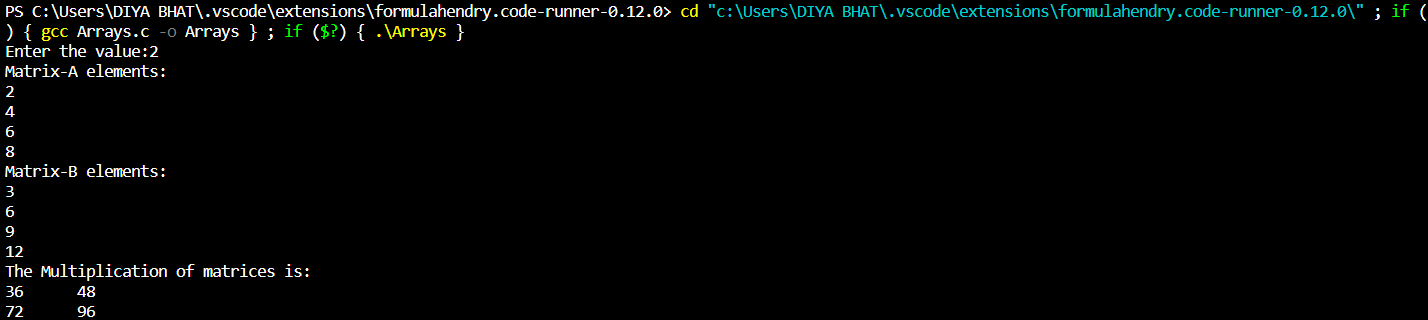 PS C:\Users\DIYA BHAT\.vscode\extensions\formulahendry.code-runner-0.12.0> cd "c:\Users\DIYA BHAT\.vscode\extensions\formulahendry.code-runner-0.12.0\" ; if (
) { gcc Arrays.c -o Arrays } ; if ($?) { .\Arrays }
Enter the value:2
Matrix-A elements:
2
4
6
8
Matrix-B elements:
3
6
9
12
The Multiplication of matrices is:
36      48
72      96